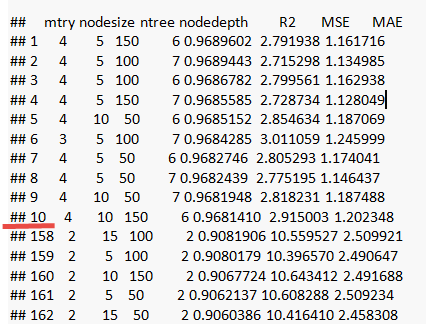 ## mtry nodesize ntree nodedepth R2 MSE MAE
## 1 4 5 150 6 0.9689602 2.791938 1.161716
## 2 4 5 100 6 0.9689443 2.715298 1.134985
## 3 4 5 100 6 0.9686782 2.799561 1.162938
## 4 4 5 150 7 0.9685585 2.728734 1.128049
## 5 4 10 50 6 0.9685152 2.854634 1.187069
## 6 3 5 100 7 0.9684285 3.011059 1.245999
## 7 4 5 50 6 0.9682746 2.805293 1.174041
## 8 4 5 50 7 0.9682439 2.775195 1.146437
## 9 4 10 50 7 0.9681948 2.818231 1.187488
## 10 4 10 150 6 0.9681410 2.915003 1.202348
## 158 2 15 100 2 0.9081906 10.559527 2.509921
## 159 2 5 100 2 0.9080179 10.396570 2.490647
## 160 2 10 150 2 0.9067724 10.643412 2.491688
## 161 2 5 50 2 0.9062137 10.608288 2.509234
## 162 2 15 50 2 0.9060386 10.416410 2.458308